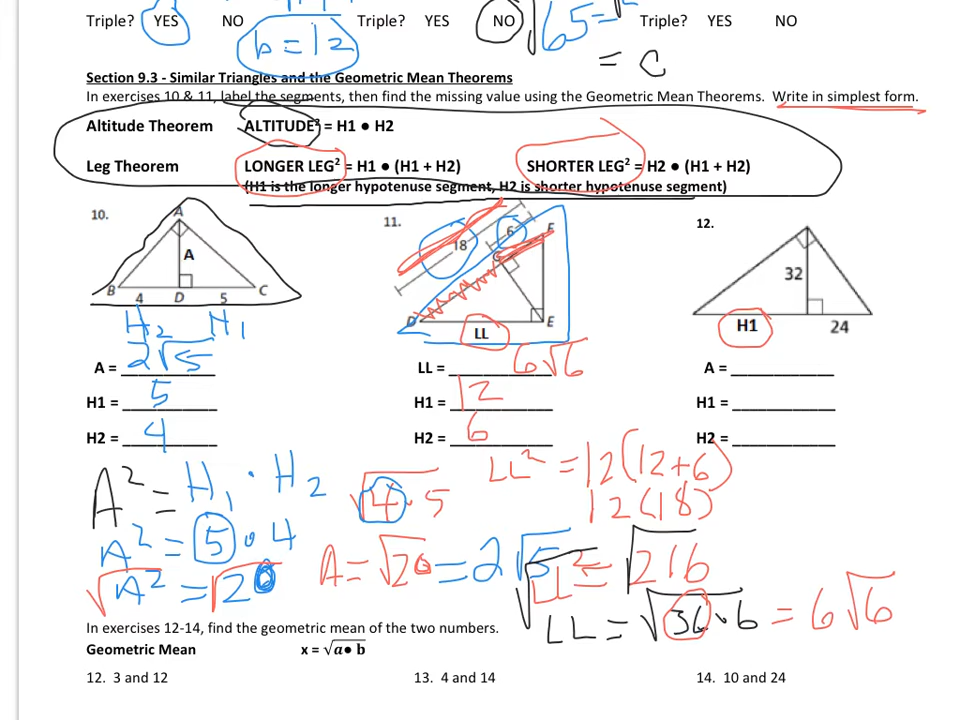 Triple? YES NO Triple? YES NO √65 = √ Triple? YES NO
b = 12
= C
Section 9.3 - Similar Triangles and the Geometric Mean Theorems
In exercises 10 & 11, label the segments, then find the missing value using the Geometric Mean Theorems. Write in simplest form.
Altitude Theorem ALTITUDE² = H1 ● H2
Leg Theorem LONGER LEG² = H1 ● (H1 + H2) SHORTER LEG² = H2 ● (H1 + H2)
(H1 is the longer hypotenuse segment, H2 is shorter hypotenuse segment)
10. A A B 4 D 5 C
11. 18 6 F G D E LL
12. 32 H1 24
H₂ H₁
A = 2√5 LL = 6√6 A =
H1 = 5 H1 = 12 H1 =
H2 = 4 H2 = 6 H2 =
A² = H₁ · H₂
A² = 5 · 4
√A² = √20
√4 · 5
A = √20 = 2√5
LL² = 12(12+6)
12(18)
√LL² = √216
LL = √36 · 6 = 6√6
In exercises 12-14, find the geometric mean of the two numbers.
Geometric Mean x = √a● b
12. 3 and 12 13. 4 and 14 14. 10 and 24